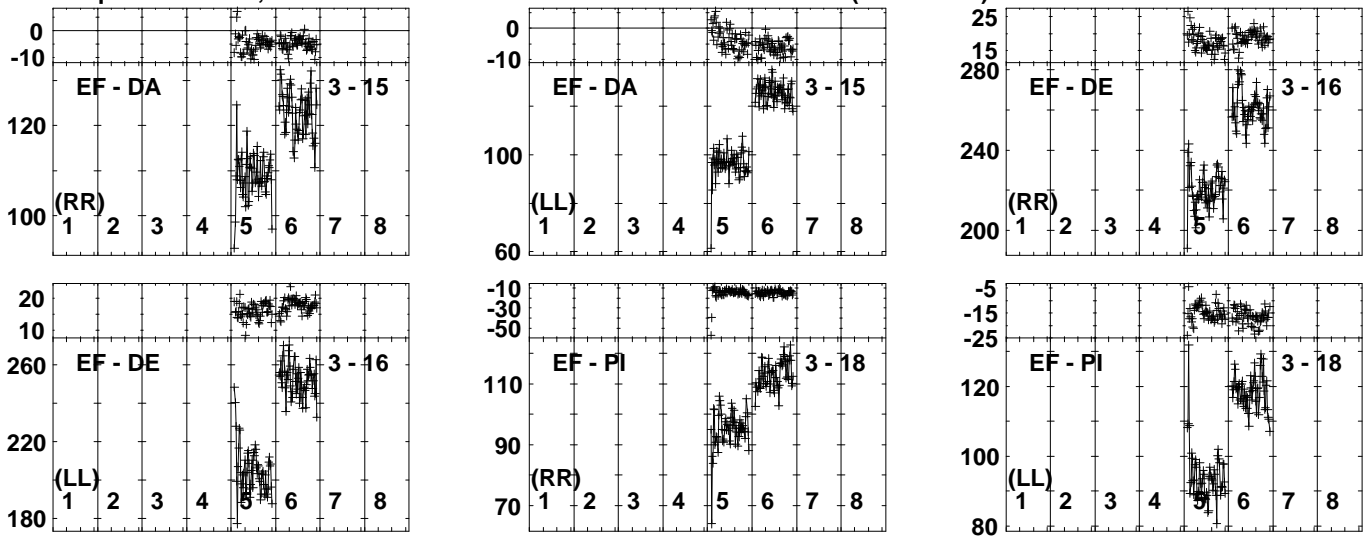 0
-10
EF - DA 3 - 15
120
100
(RR)
1 2 3 4 5 6 7 8
0
-10
EF - DA 3 - 15
100
60
(LL)
1 2 3 4 5 6 7 8
25
15
280
EF - DE 3 - 16
240
200
(RR)
1 2 3 4 5 6 7 8
20
10
260
EF - DE 3 - 16
220
180
(LL)
1 2 3 4 5 6 7 8
-10
-30
-50
EF - PI 3 - 18
110
90
70
(RR)
1 2 3 4 5 6 7 8
-5
-15
-25
EF - PI 3 - 18
120
100
80
(LL)
1 2 3 4 5 6 7 8